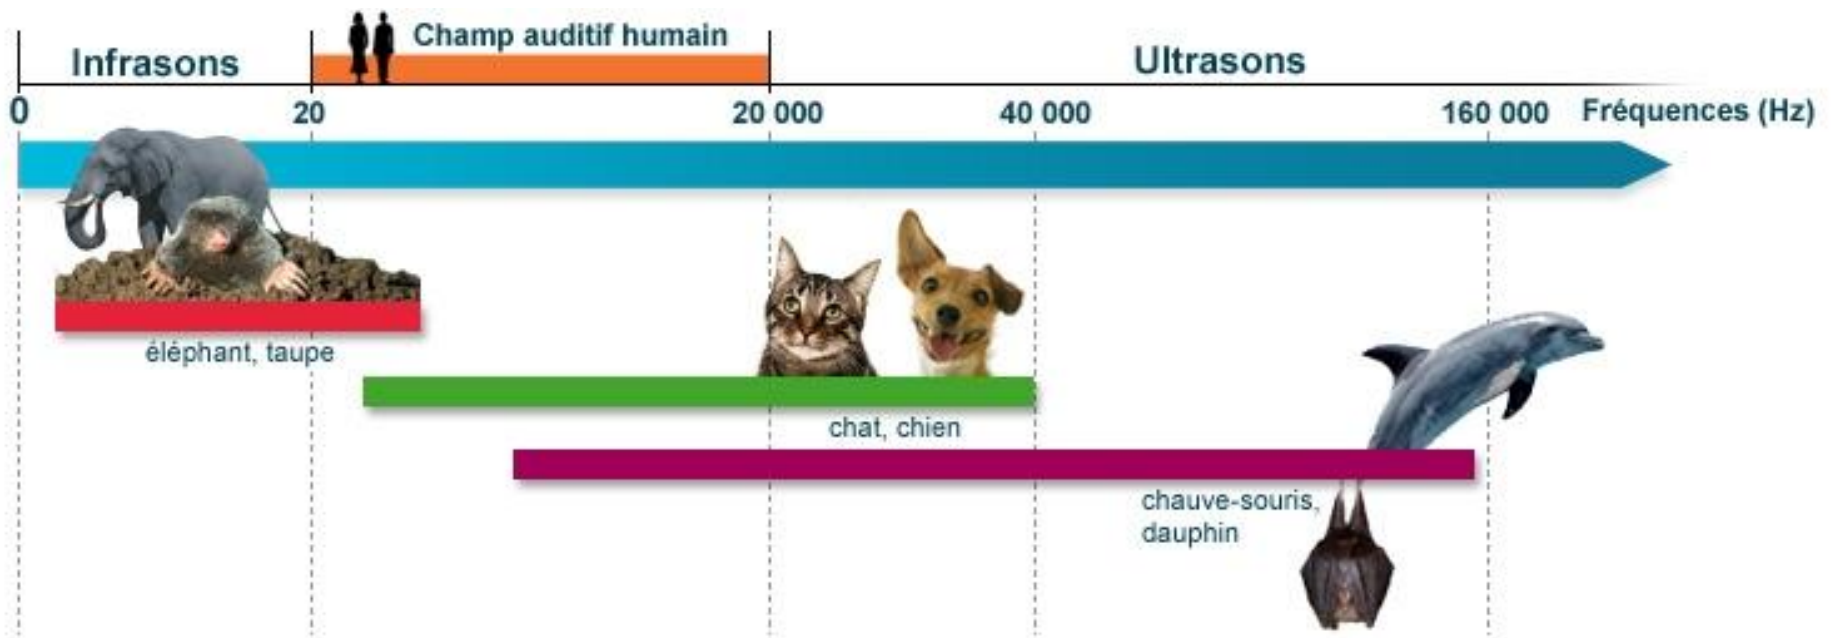 Infrasons
Champ auditif humain
Ultrasons
0
20
20 000
40 000
160 000
Fréquences (Hz)
éléphant, taupe
chat, chien
chauve-souris,
dauphin